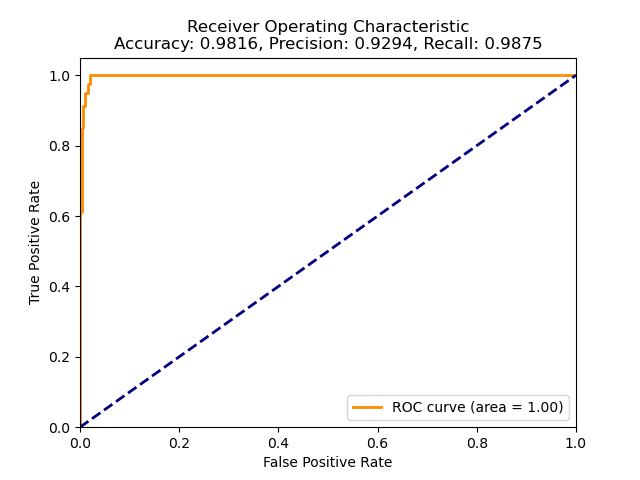 Receiver Operating Characteristic
Accuracy: 0.9816, Precision: 0.9294, Recall: 0.9875
1.0
0.8
0.6
0.4
0.2
0.0
True Positive Rate
ROC curve (area = 1.00)
0.0 0.2 0.4 0.6 0.8 1.0
False Positive Rate